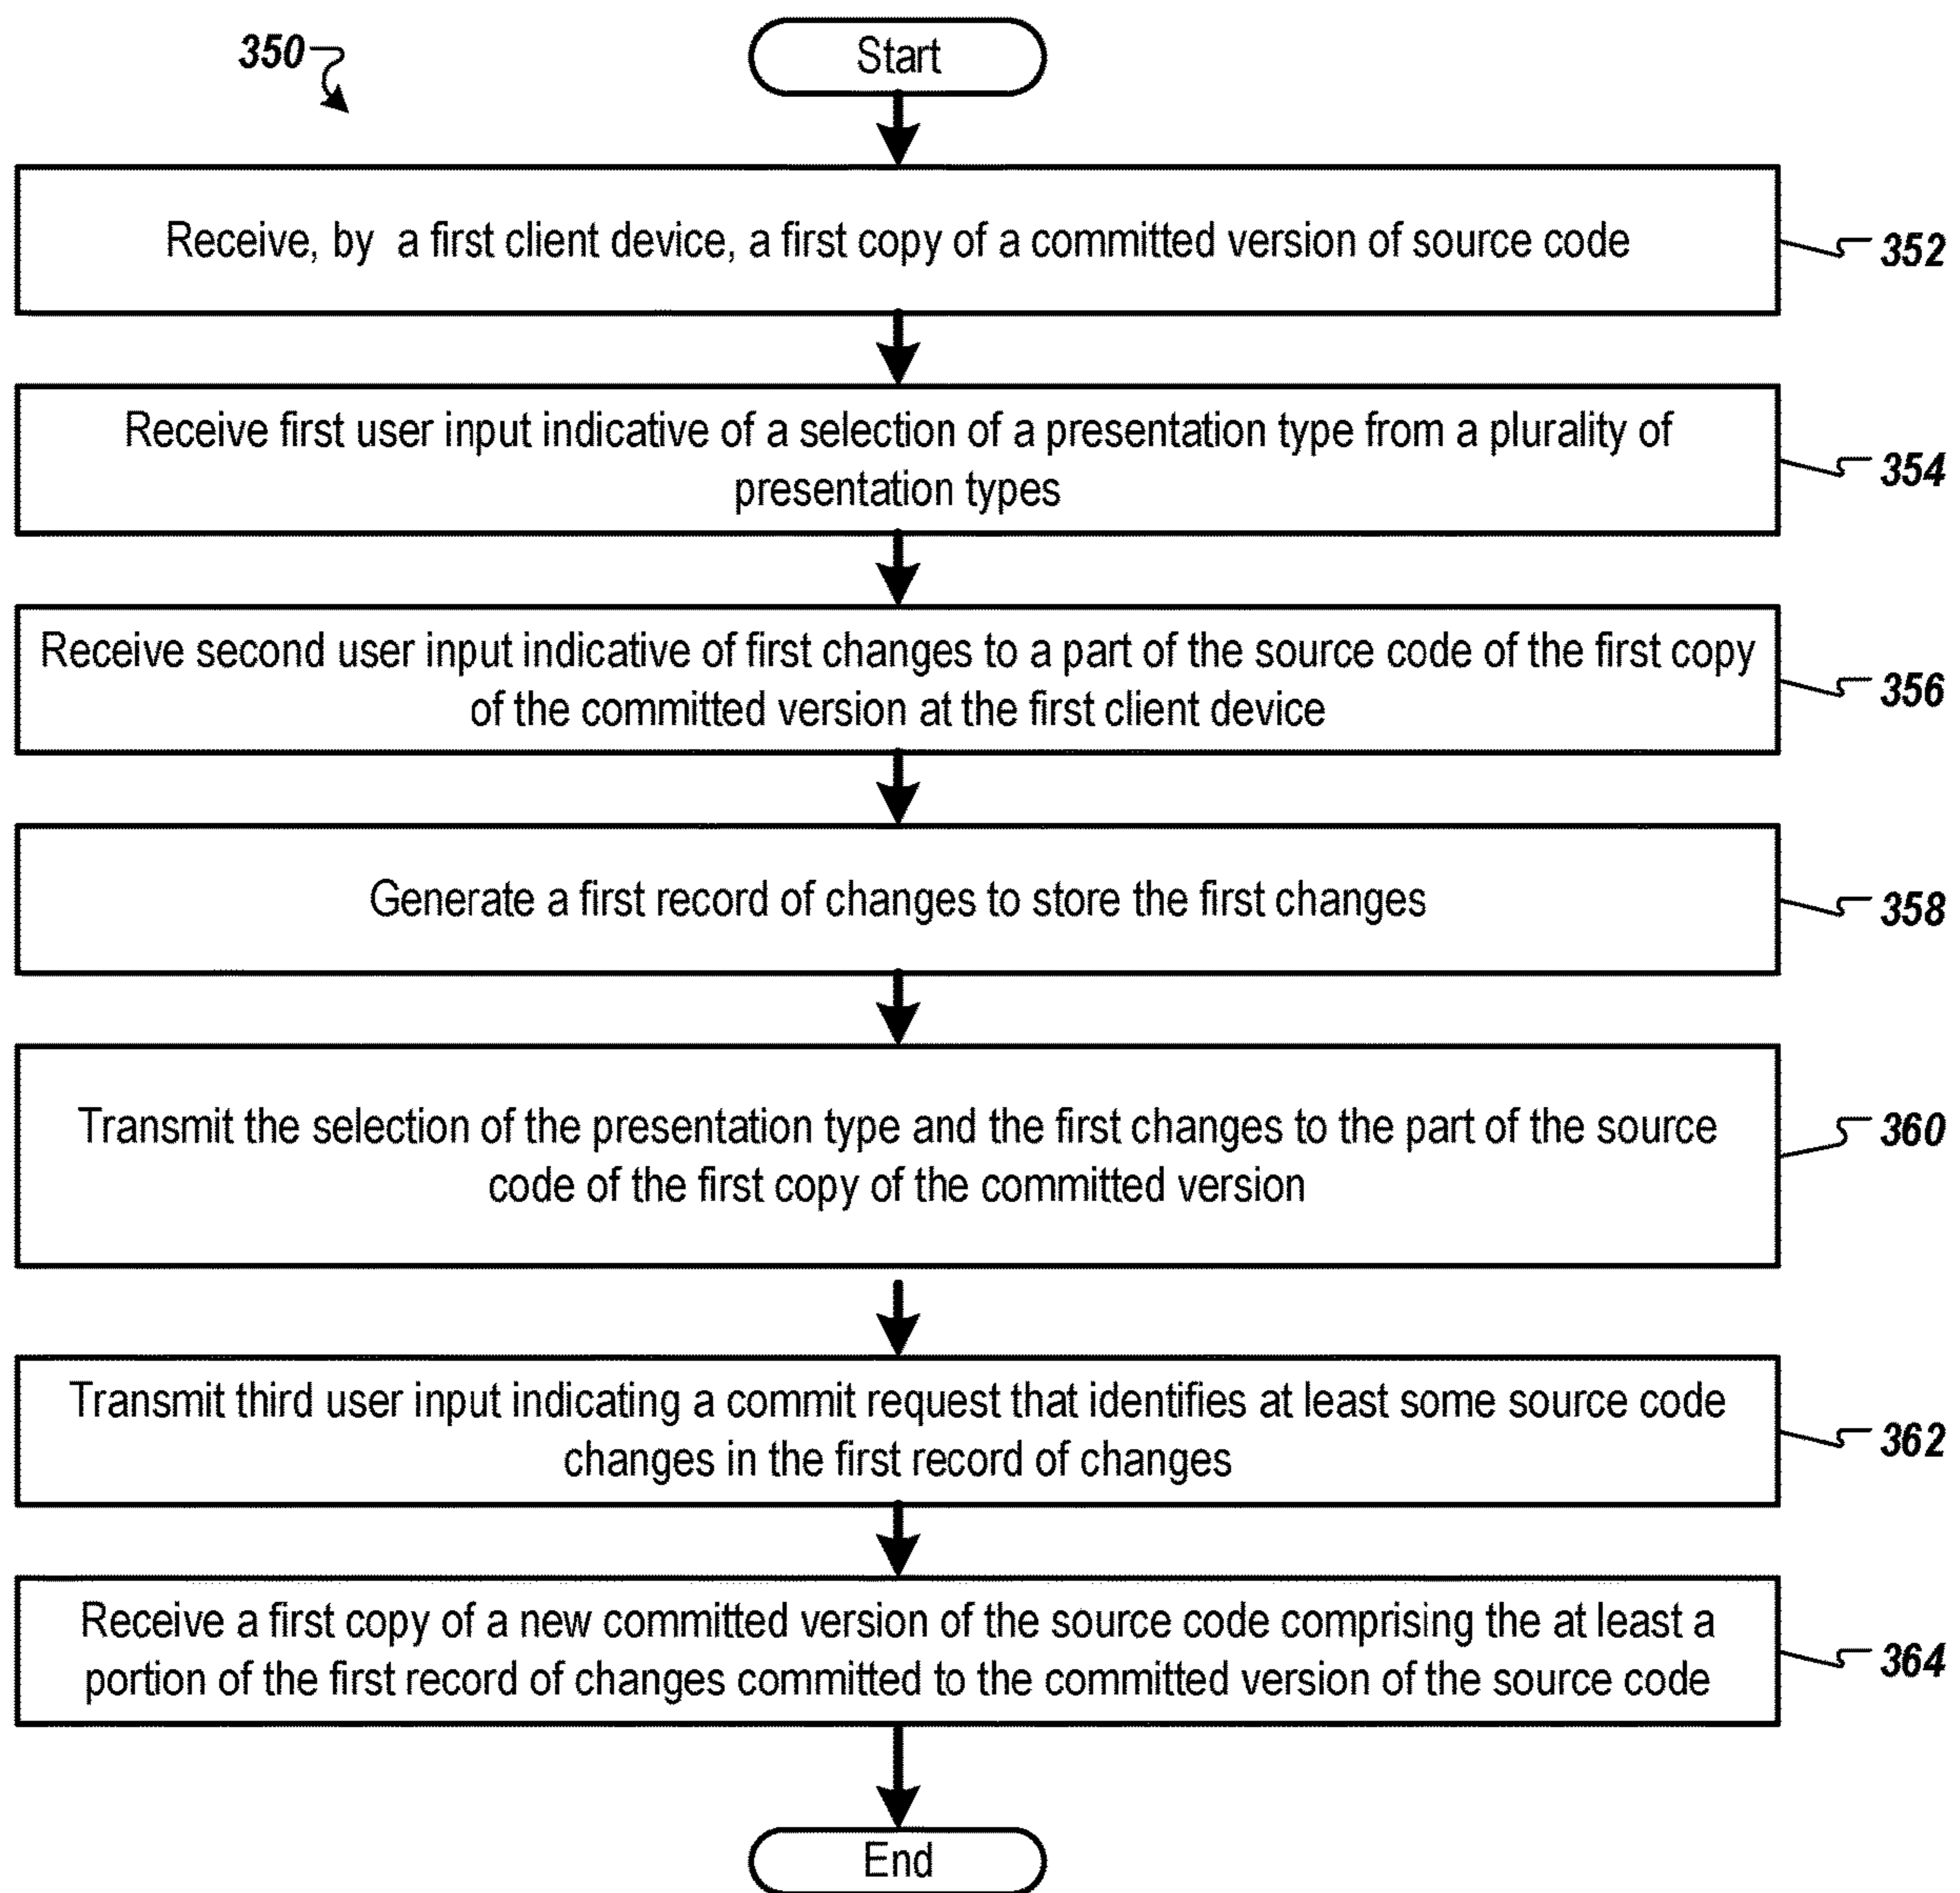 350
Start
Receive, by a first client device, a first copy of a committed version of source code
352
Receive first user input indicative of a selection of a presentation type from a plurality of
presentation types
354
Receive second user input indicative of first changes to a part of the source code of the first copy
of the committed version at the first client device
356
Generate a first record of changes to store the first changes
358
Transmit the selection of the presentation type and the first changes to the part of the source
code of the first copy of the committed version
360
Transmit third user input indicating a commit request that identifies at least some source code
changes in the first record of changes
362
Receive a first copy of a new committed version of the source code comprising the at least a
portion of the first record of changes committed to the committed version of the source code
364
End